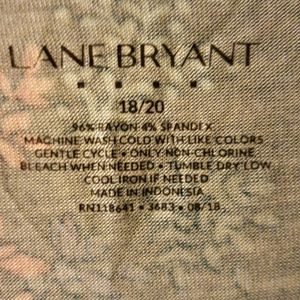 LANE BRYANT
18/20
96% RAYON 4% SPANDEX
MACHINE WASH COLD WITH LIKE COLORS
GENTLE CYCLE • ONLY NON-CHLORINE
BLEACH WHEN NEEDED • TUMBLE DRY LOW
COOL IRON IF NEEDED
MADE IN INDONESIA
RN118641 • 3683 • 08/18